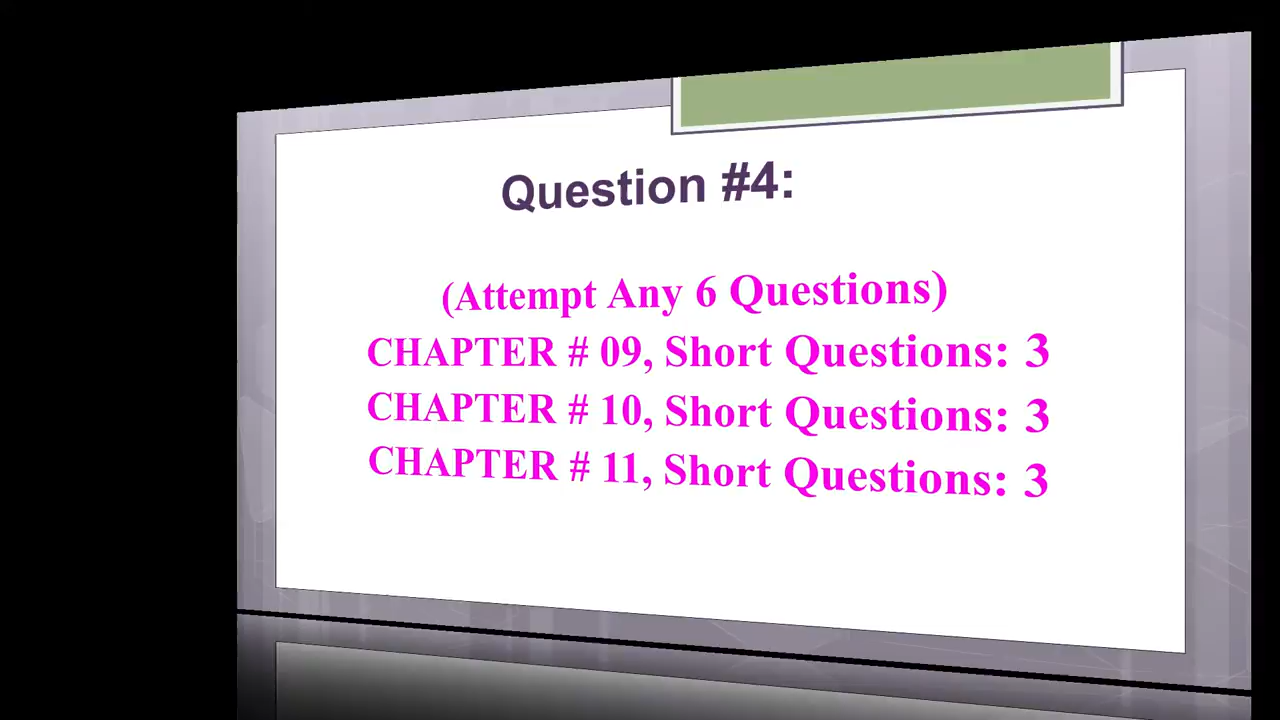 Question #4:
(Attempt Any 6 Questions)
CHAPTER # 09, Short Questions: 3
CHAPTER # 10, Short Questions: 3
CHAPTER # 11, Short Questions: 3